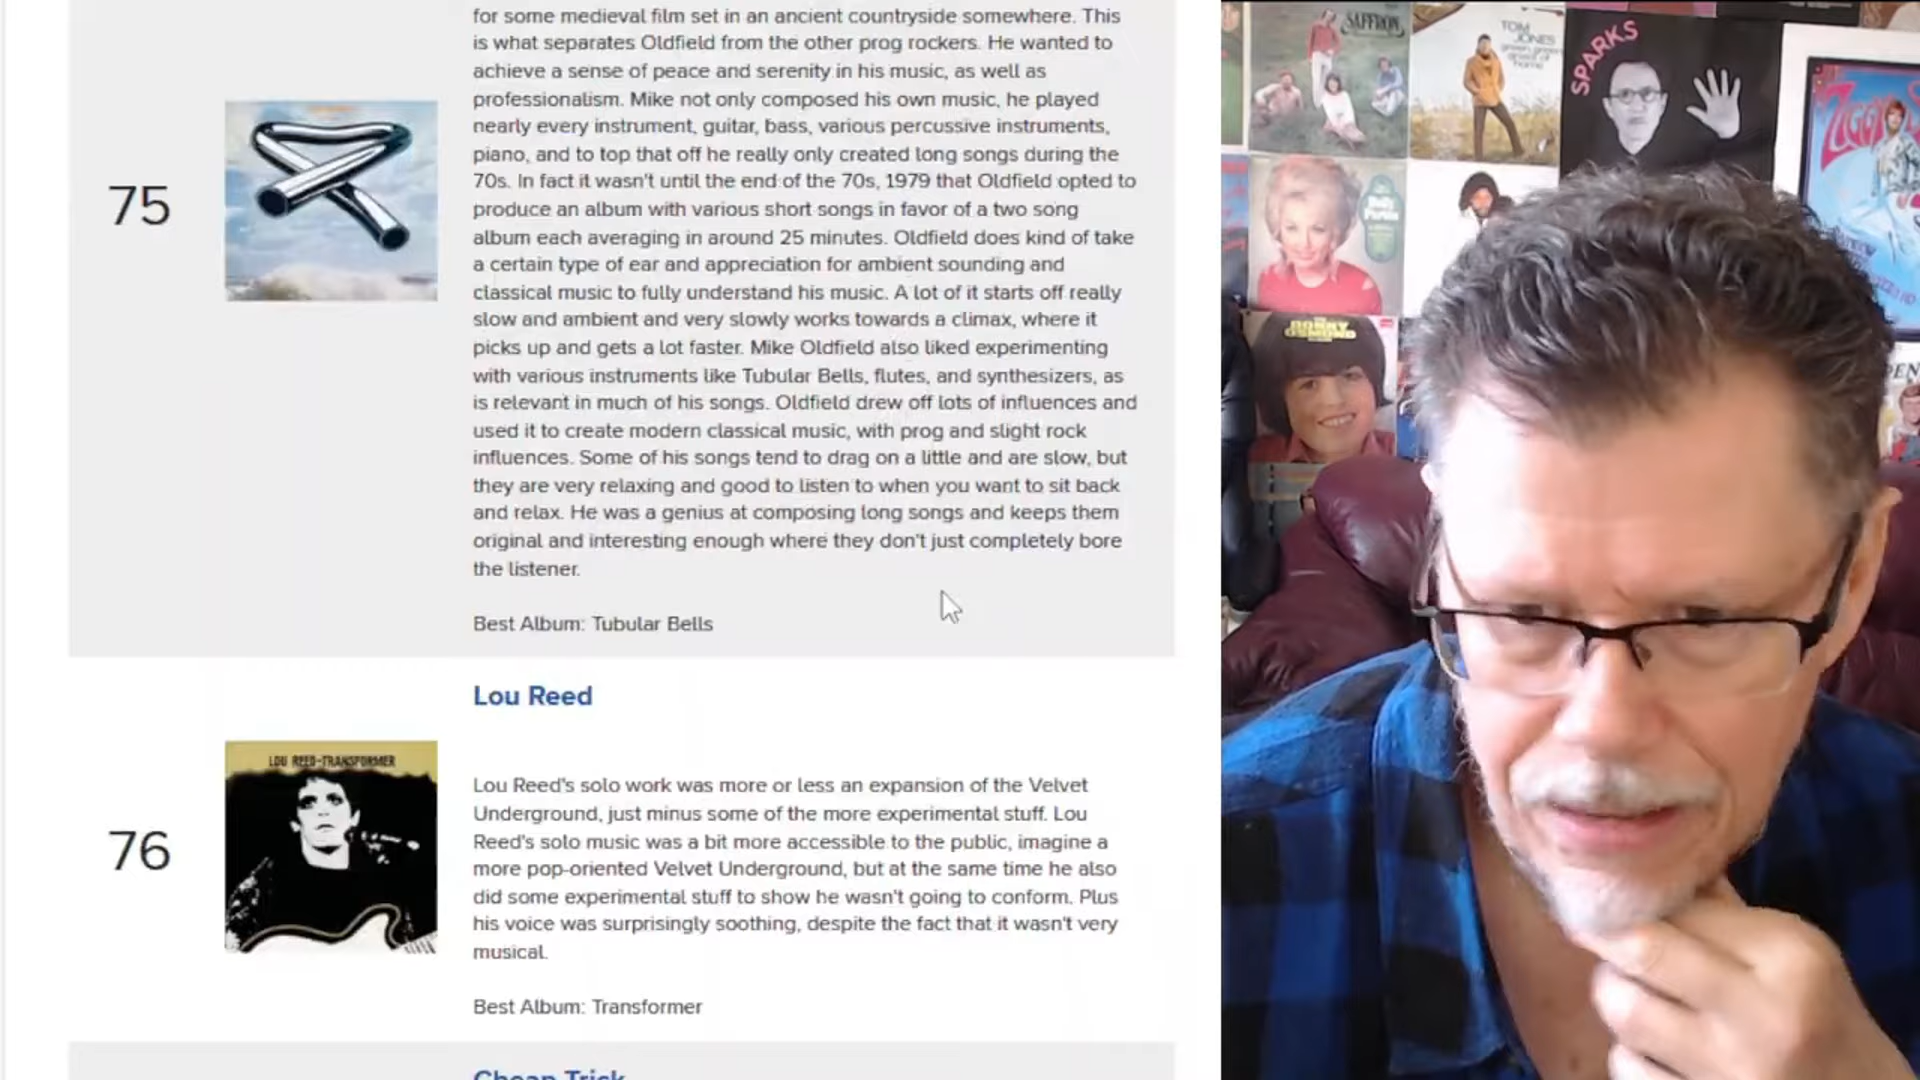 for some medieval film set in an ancient countryside somewhere. This
is what separates Oldfield from the other prog rockers. He wanted to
achieve a sense of peace and serenity in his music, as well as
professionalism. Mike not only composed his own music, he played
nearly every instrument, guitar, bass, various percussive instruments,
piano, and to top that off he really only created long songs during the
70s. In fact it wasn't until the end of the 70s, 1979 that Oldfield opted to
produce an album with various short songs in favor of a two song
album each averaging in around 25 minutes. Oldfield does kind of take
a certain type of ear and appreciation for ambient sounding and
classical music to fully understand his music. A lot of it starts off really
slow and ambient and very slowly works towards a climax, where it
picks up and gets a lot faster. Mike Oldfield also liked experimenting
with various instruments like Tubular Bells, flutes, and synthesizers, as
is relevant in much of his songs. Oldfield drew off lots of influences and
used it to create modern classical music, with prog and slight rock
influences. Some of his songs tend to drag on a little and are slow, but
they are very relaxing and good to listen to when you want to sit back
and relax. He was a genius at composing long songs and keeps them
original and interesting enough where they don't just completely bore
the listener.
75
Best Album: Tubular Bells
Lou Reed
LOU REED-TRANSFORMER
76
Lou Reed's solo work was more or less an expansion of the Velvet
Underground, just minus some of the more experimental stuff. Lou
Reed's solo music was a bit more accessible to the public, imagine a
more pop-oriented Velvet Underground, but at the same time he also
did some experimental stuff to show he wasn't going to conform. Plus
his voice was surprisingly soothing, despite the fact that it wasn't very
musical.
Best Album: Transformer
Cheap Trick
SAFFRON
TOM
JONES
green, green
grass of
home
SPARKS
ZIGGY
Dolly
Parton
DONNY
OSMOND